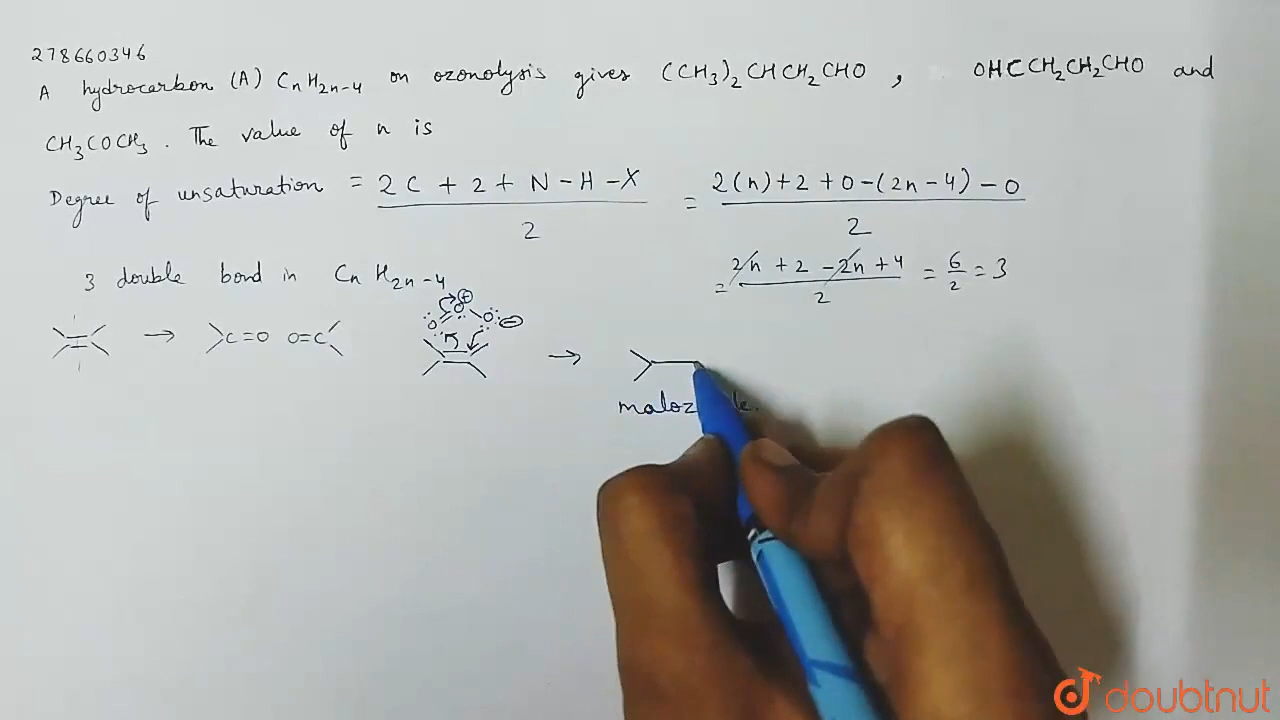 278660346
A hydrocarbon (A) CnH2n-4 on ozonolysis gives (CH3)2CHCH2CHO , OHCCH2CH2CHO and
CH3COCH3. The value of n is
Degree of unsaturation = 2C + 2 + N - H - X / 2 = 2(n)+2+0-(2n-4)-0 / 2
3 double bond in CnH2n-4
= 2n + 2 - 2n + 4 / 2 = 6/2 = 3
→ C=O O=C O ⊕ O O ⊖ →
doubtnut